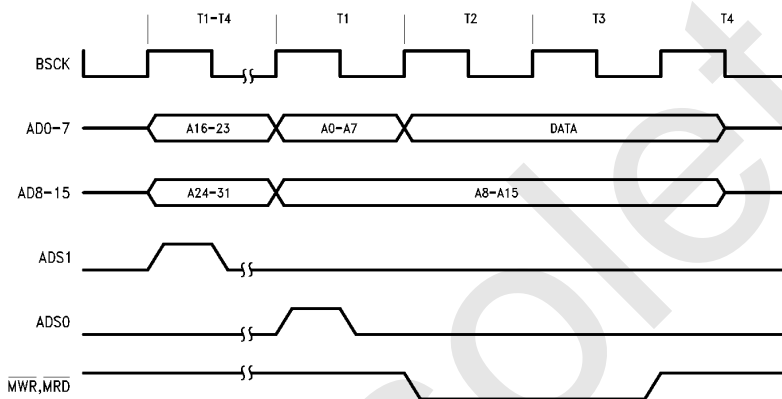 T1-T4 T1 T2 T3 T4
BSCK
AD0-7 A16-23 A0-A7 DATA
AD8-15 A24-31 A8-A15
ADS1
ADS0
MWR,MRD
solet